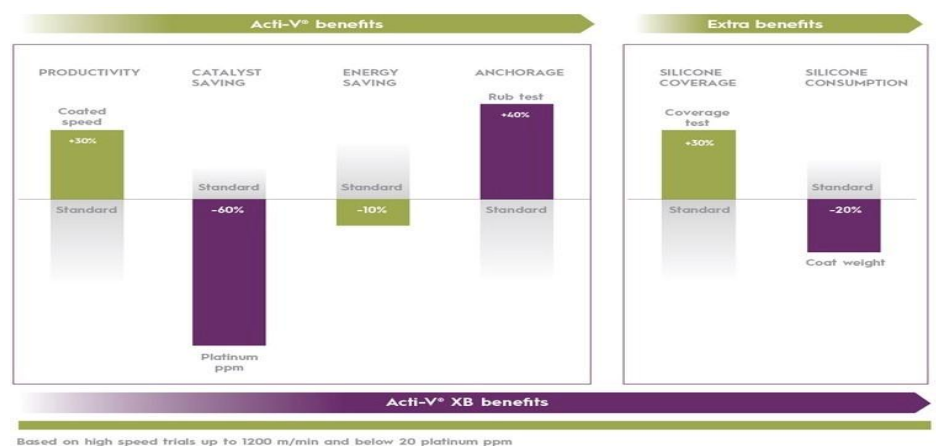 Acti-V® benefits
Extra benefits
PRODUCTIVITY
CATALYST
SAVING
ENERGY
SAVING
ANCHORAGE
SILICONE
COVERAGE
SILICONE
CONSUMPTION
Coated
speed
+30%
Standard
Standard
-60%
Platinum
ppm
Standard
-10%
Rub test
+40%
Standard
Coverage
test
+30%
Standard
Standard
-20%
Coat weight
Acti-V® XB benefits
Based on high speed trials up to 1200 m/min and below 20 platinum ppm